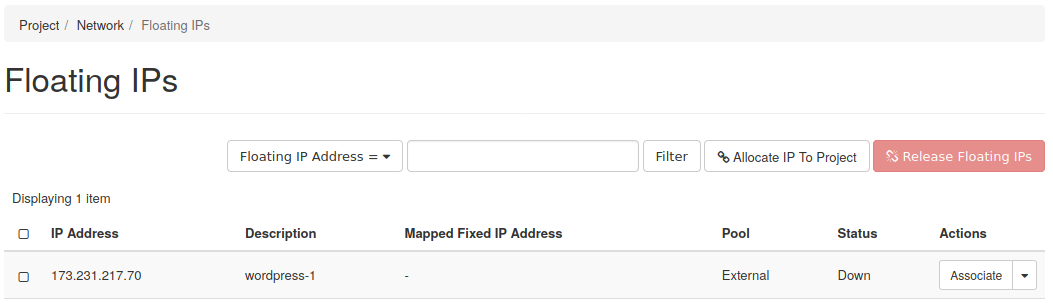 Project / Network / Floating IPs
Floating IPs
Floating IP Address = Filter Allocate IP To Project Release Floating IPs
Displaying 1 item
IP Address Description Mapped Fixed IP Address Pool Status Actions
173.231.217.70 wordpress-1 - External Down Associate